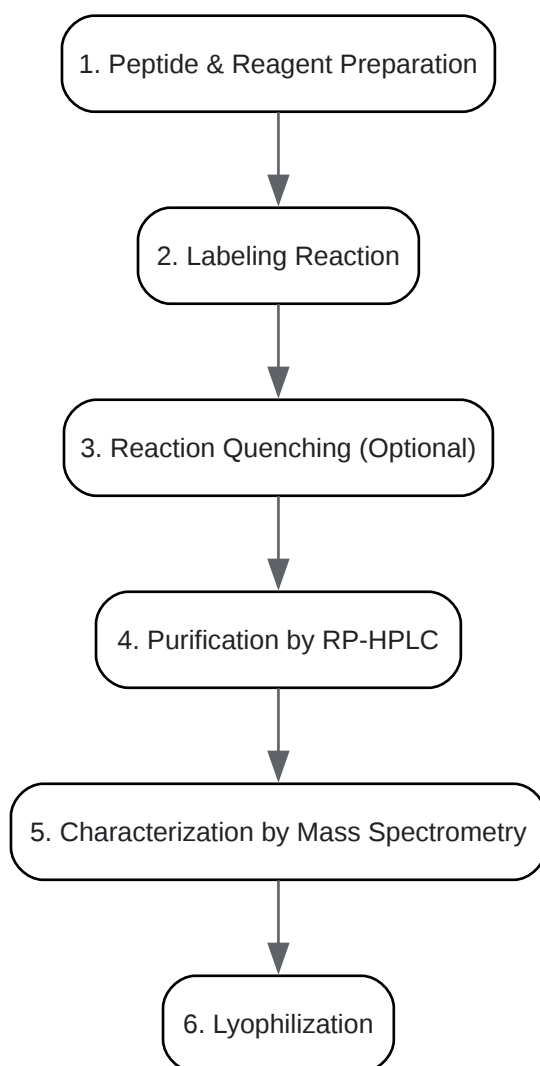 1. Peptide & Reagent Preparation
2. Labeling Reaction
3. Reaction Quenching (Optional)
4. Purification by RP-HPLC
5. Characterization by Mass Spectrometry
6. Lyophilization